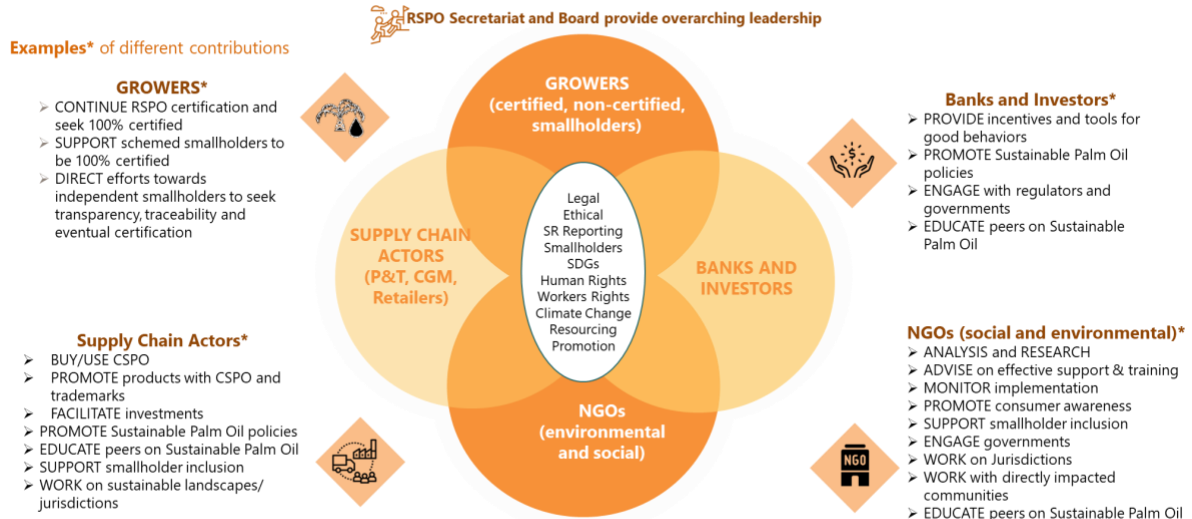 RSPO Secretariat and Board provide overarching leadership
Examples* of different contributions
GROWERS*
CONTINUE RSPO certification and
seek 100% certified
SUPPORT schemed smallholders to
be 100% certified
DIRECT efforts towards
independent smallholders to seek
transparency, traceability and
eventual certification
GROWERS
(certified, non-certified,
smallholders)
Banks and Investors*
PROVIDE incentives and tools for
good behaviors
PROMOTE Sustainable Palm Oil
policies
ENGAGE with regulators and
governments
EDUCATE peers on Sustainable
Palm Oil
SUPPLY CHAIN
ACTORS
(P&T, CGM,
Retailers)
Legal
Ethical
SR Reporting
Smallholders
SDGs
Human Rights
Workers Rights
Climate Change
Resourcing
Promotion
BANKS AND
INVESTORS
Supply Chain Actors*
BUY/USE CSPO
PROMOTE products with CSPO and
trademarks
FACILITATE investments
PROMOTE Sustainable Palm Oil policies
EDUCATE peers on Sustainable Palm Oil
SUPPORT smallholder inclusion
WORK on sustainable landscapes/
jurisdictions
NGOs
(environmental
and social)
NGO
NGOs (social and environmental)*
ANALYSIS and RESEARCH
ADVISE on effective support & training
MONITOR implementation
PROMOTE consumer awareness
SUPPORT smallholder inclusion
ENGAGE governments
WORK on Jurisdictions
WORK with directly impacted
communities
EDUCATE peers on Sustainable Palm Oil